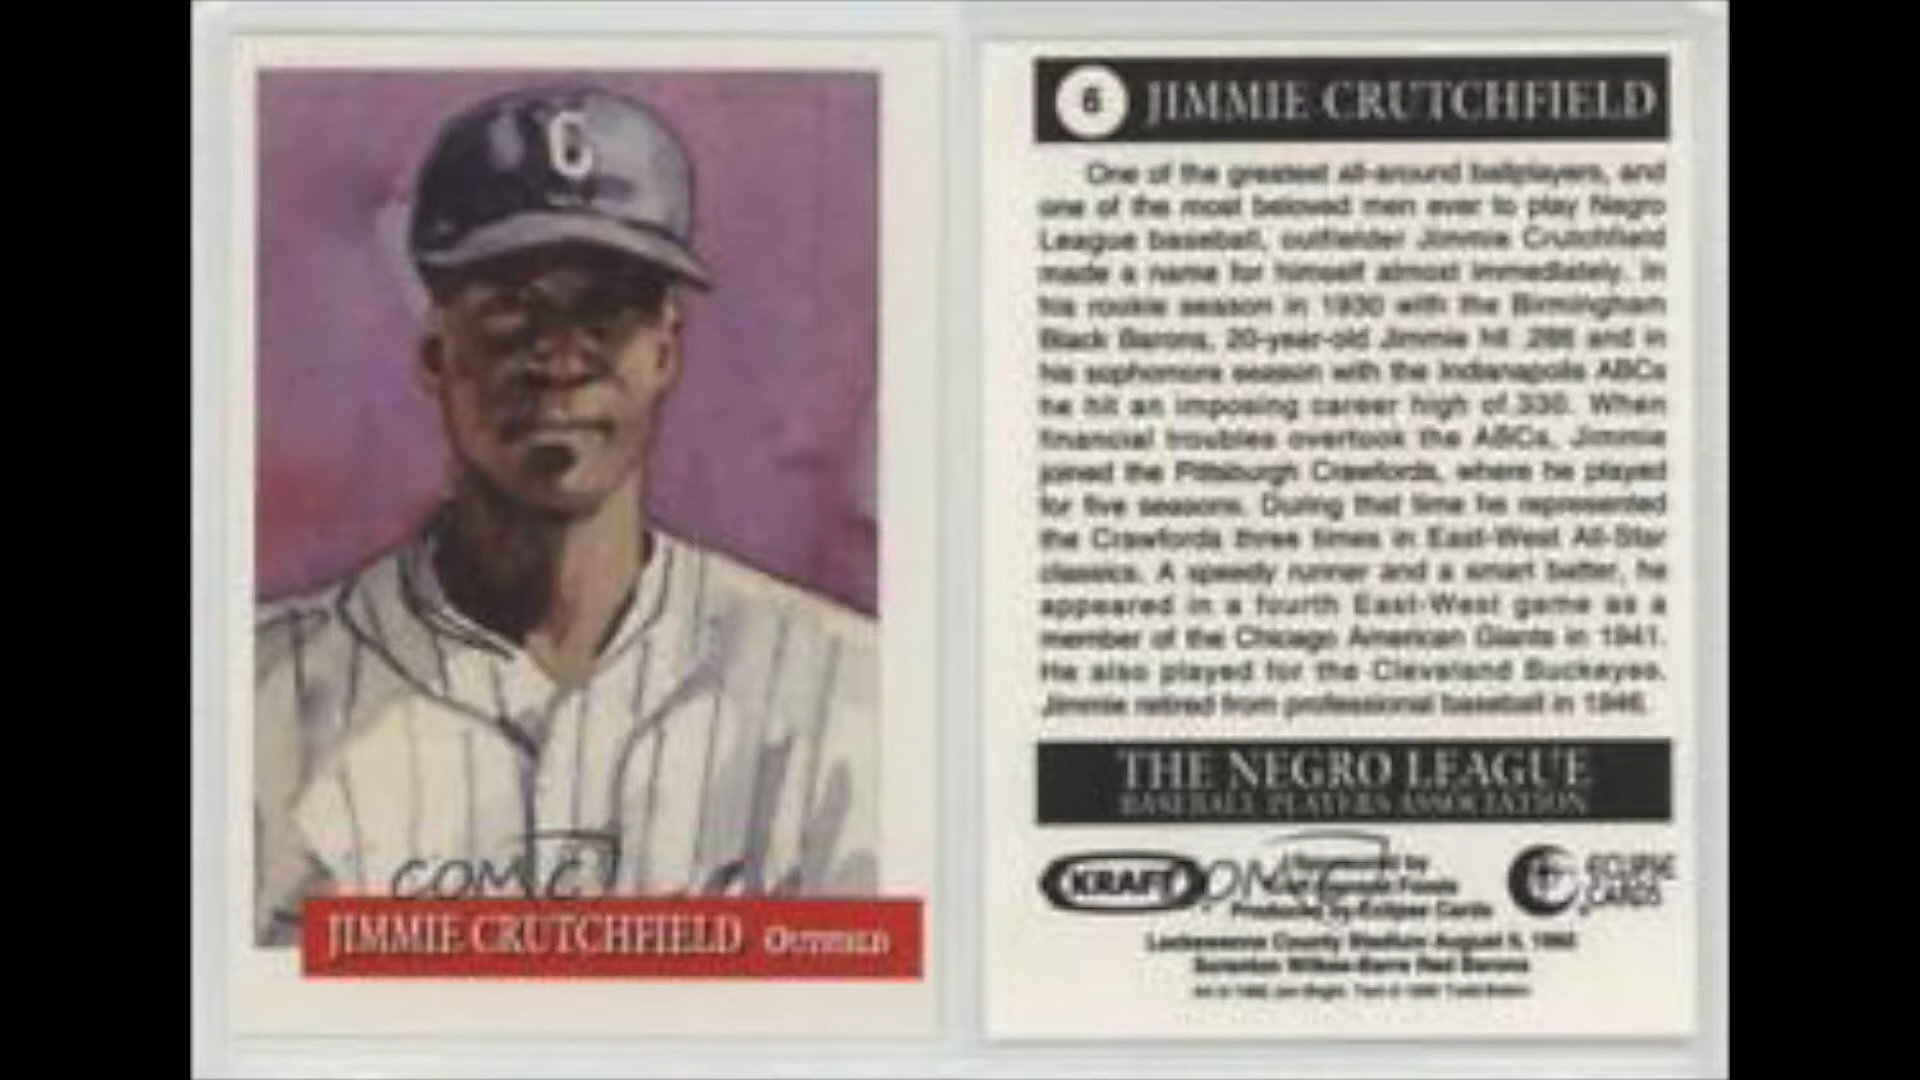 C
COMC
JIMMIE CRUTCHFIELD OUTFIELD
6 JIMMIE CRUTCHFIELD
One of the greatest all-around ballplayers, and
one of the most beloved men ever to play Negro
League baseball, outfielder Jimmie Crutchfield
made a name for himself almost immediately. In
his rookie season in 1930 with the Birmingham
Black Barons, 20-year-old Jimmie hit .286 and in
his sophomore season with the Indianapolis ABCs
he hit an imposing career high of .330. When
financial troubles overtook the ABCs, Jimmie
joined the Pittsburgh Crawfords, where he played
for five seasons. During that time he represented
the Crawfords three times in East-West All-Star
classics. A speedy runner and a smart batter, he
appeared in a fourth East-West game as a
member of the Chicago American Giants in 1941.
He also played for the Cleveland Buckeyes.
Jimmie retired from professional baseball in 1946.
THE NEGRO LEAGUE
BASEBALL PLAYERS ASSOCIATION
KRAFT
Sponsored by
Foods
Produced by Eclipse Cards
ECLIPSE
CARDS
Lackawanna County Stadium August 9, 1992
Scranton Wilkes-Barre Red Barons